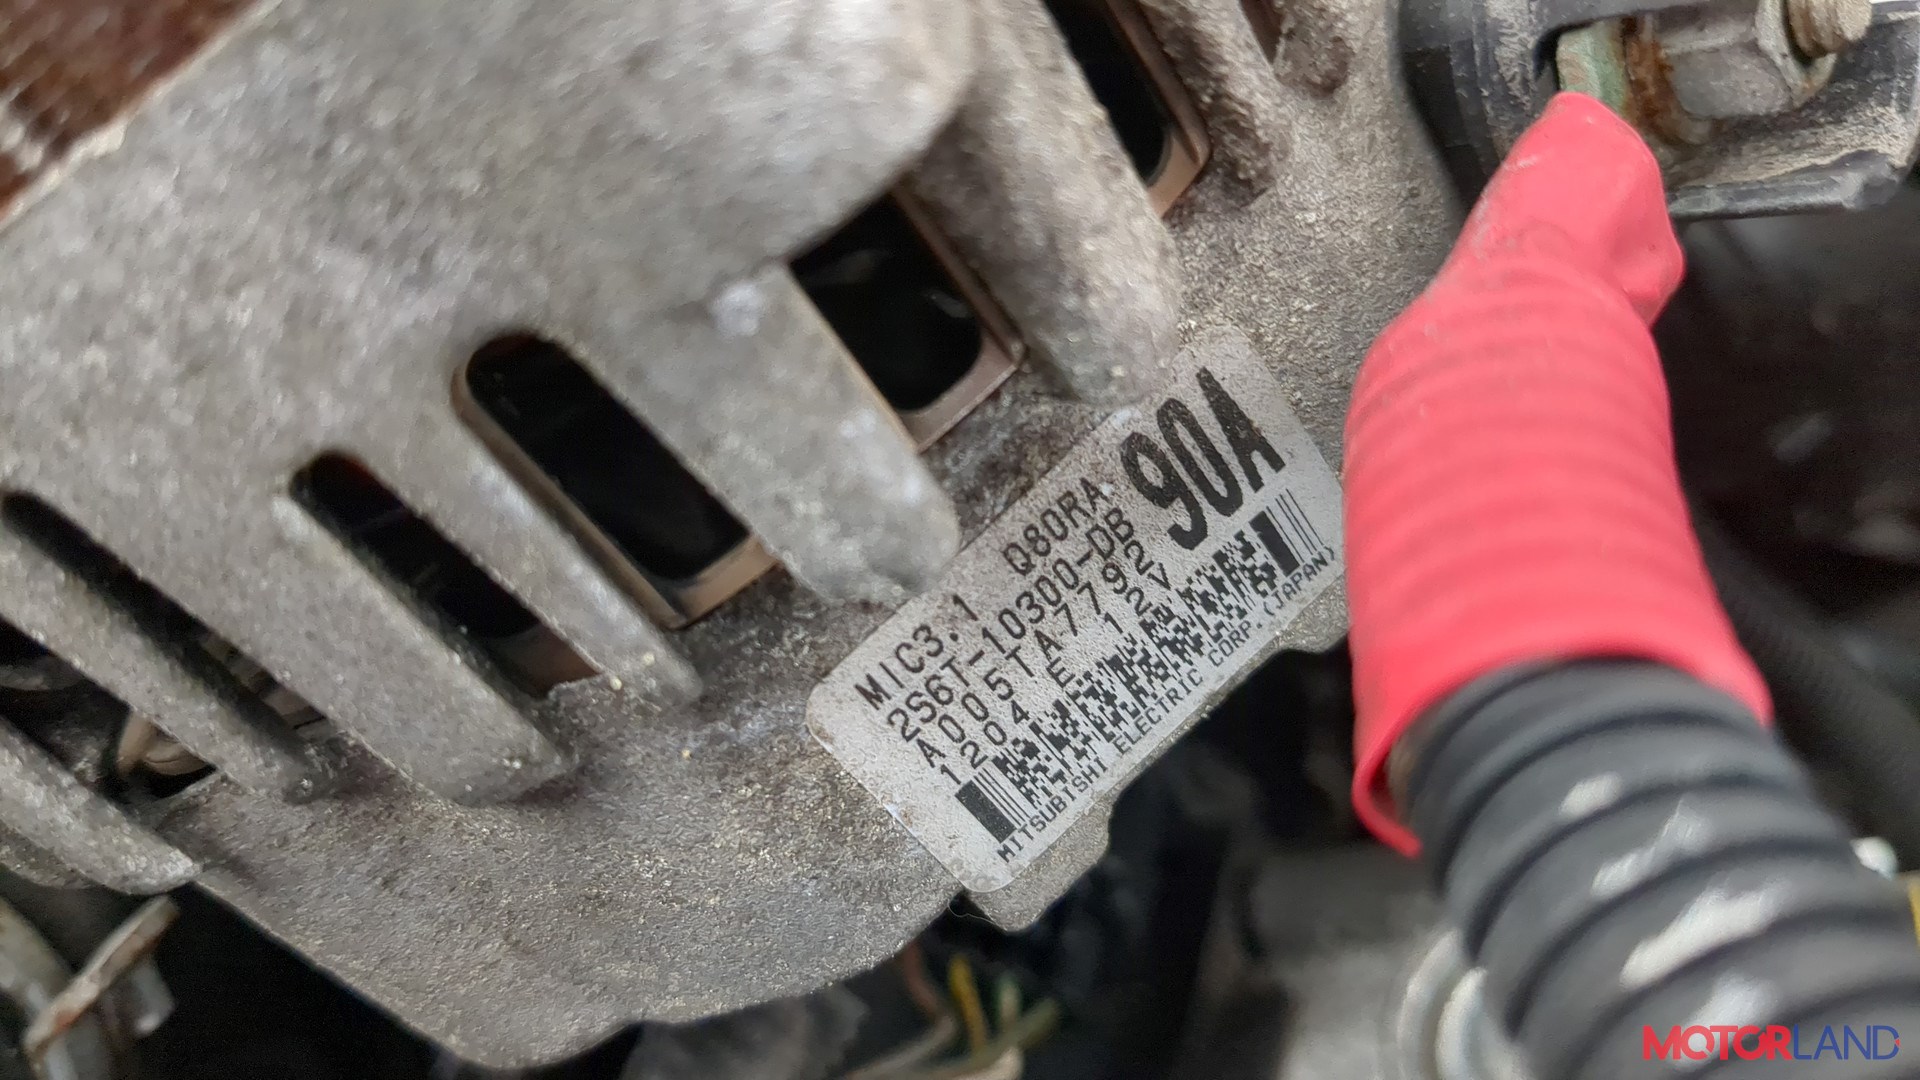 MIC3.1 Q80RA
90A
2S6T-10300-DB
A005TA7792
1204 E 12V
MITSUBISHI ELECTRIC CORP.(JAPAN)
MOTORLAND